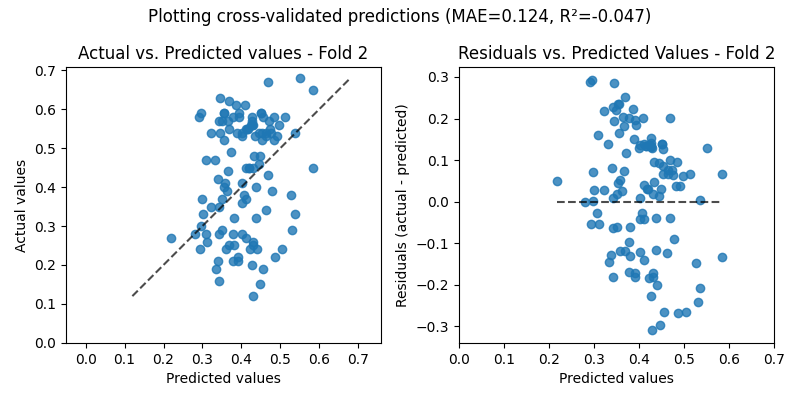 Plotting cross-validated predictions (MAE=0.124, R²=-0.047)
Actual vs. Predicted values - Fold 2
Actual values
0.7
0.6
0.5
0.4
0.3
0.2
0.1
0.0
0.0 0.1 0.2 0.3 0.4 0.5 0.6 0.7
Predicted values
Residuals vs. Predicted Values - Fold 2
Residuals (actual - predicted)
0.3
0.2
0.1
0.0
−0.1
−0.2
−0.3
0.0 0.1 0.2 0.3 0.4 0.5 0.6 0.7
Predicted values